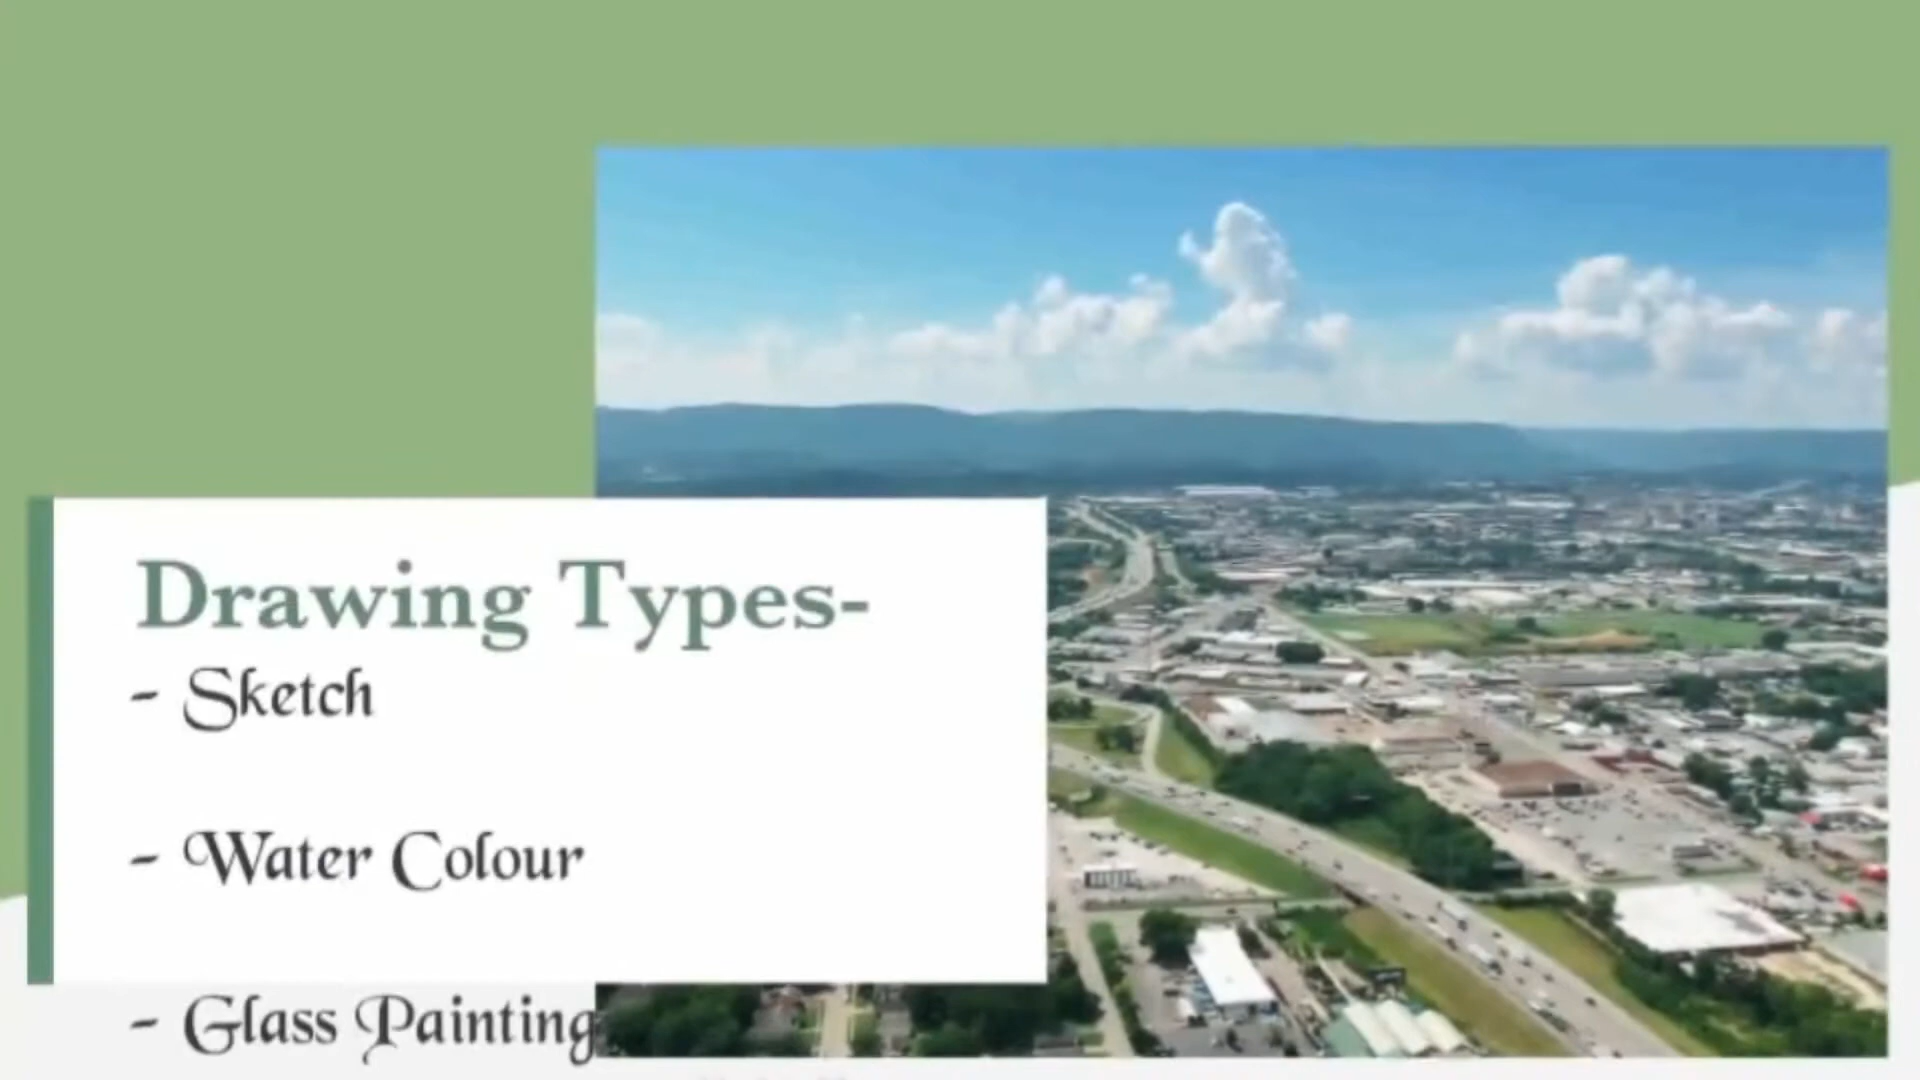 Drawing Types-
- Sketch
- Water Colour
- Glass Painting